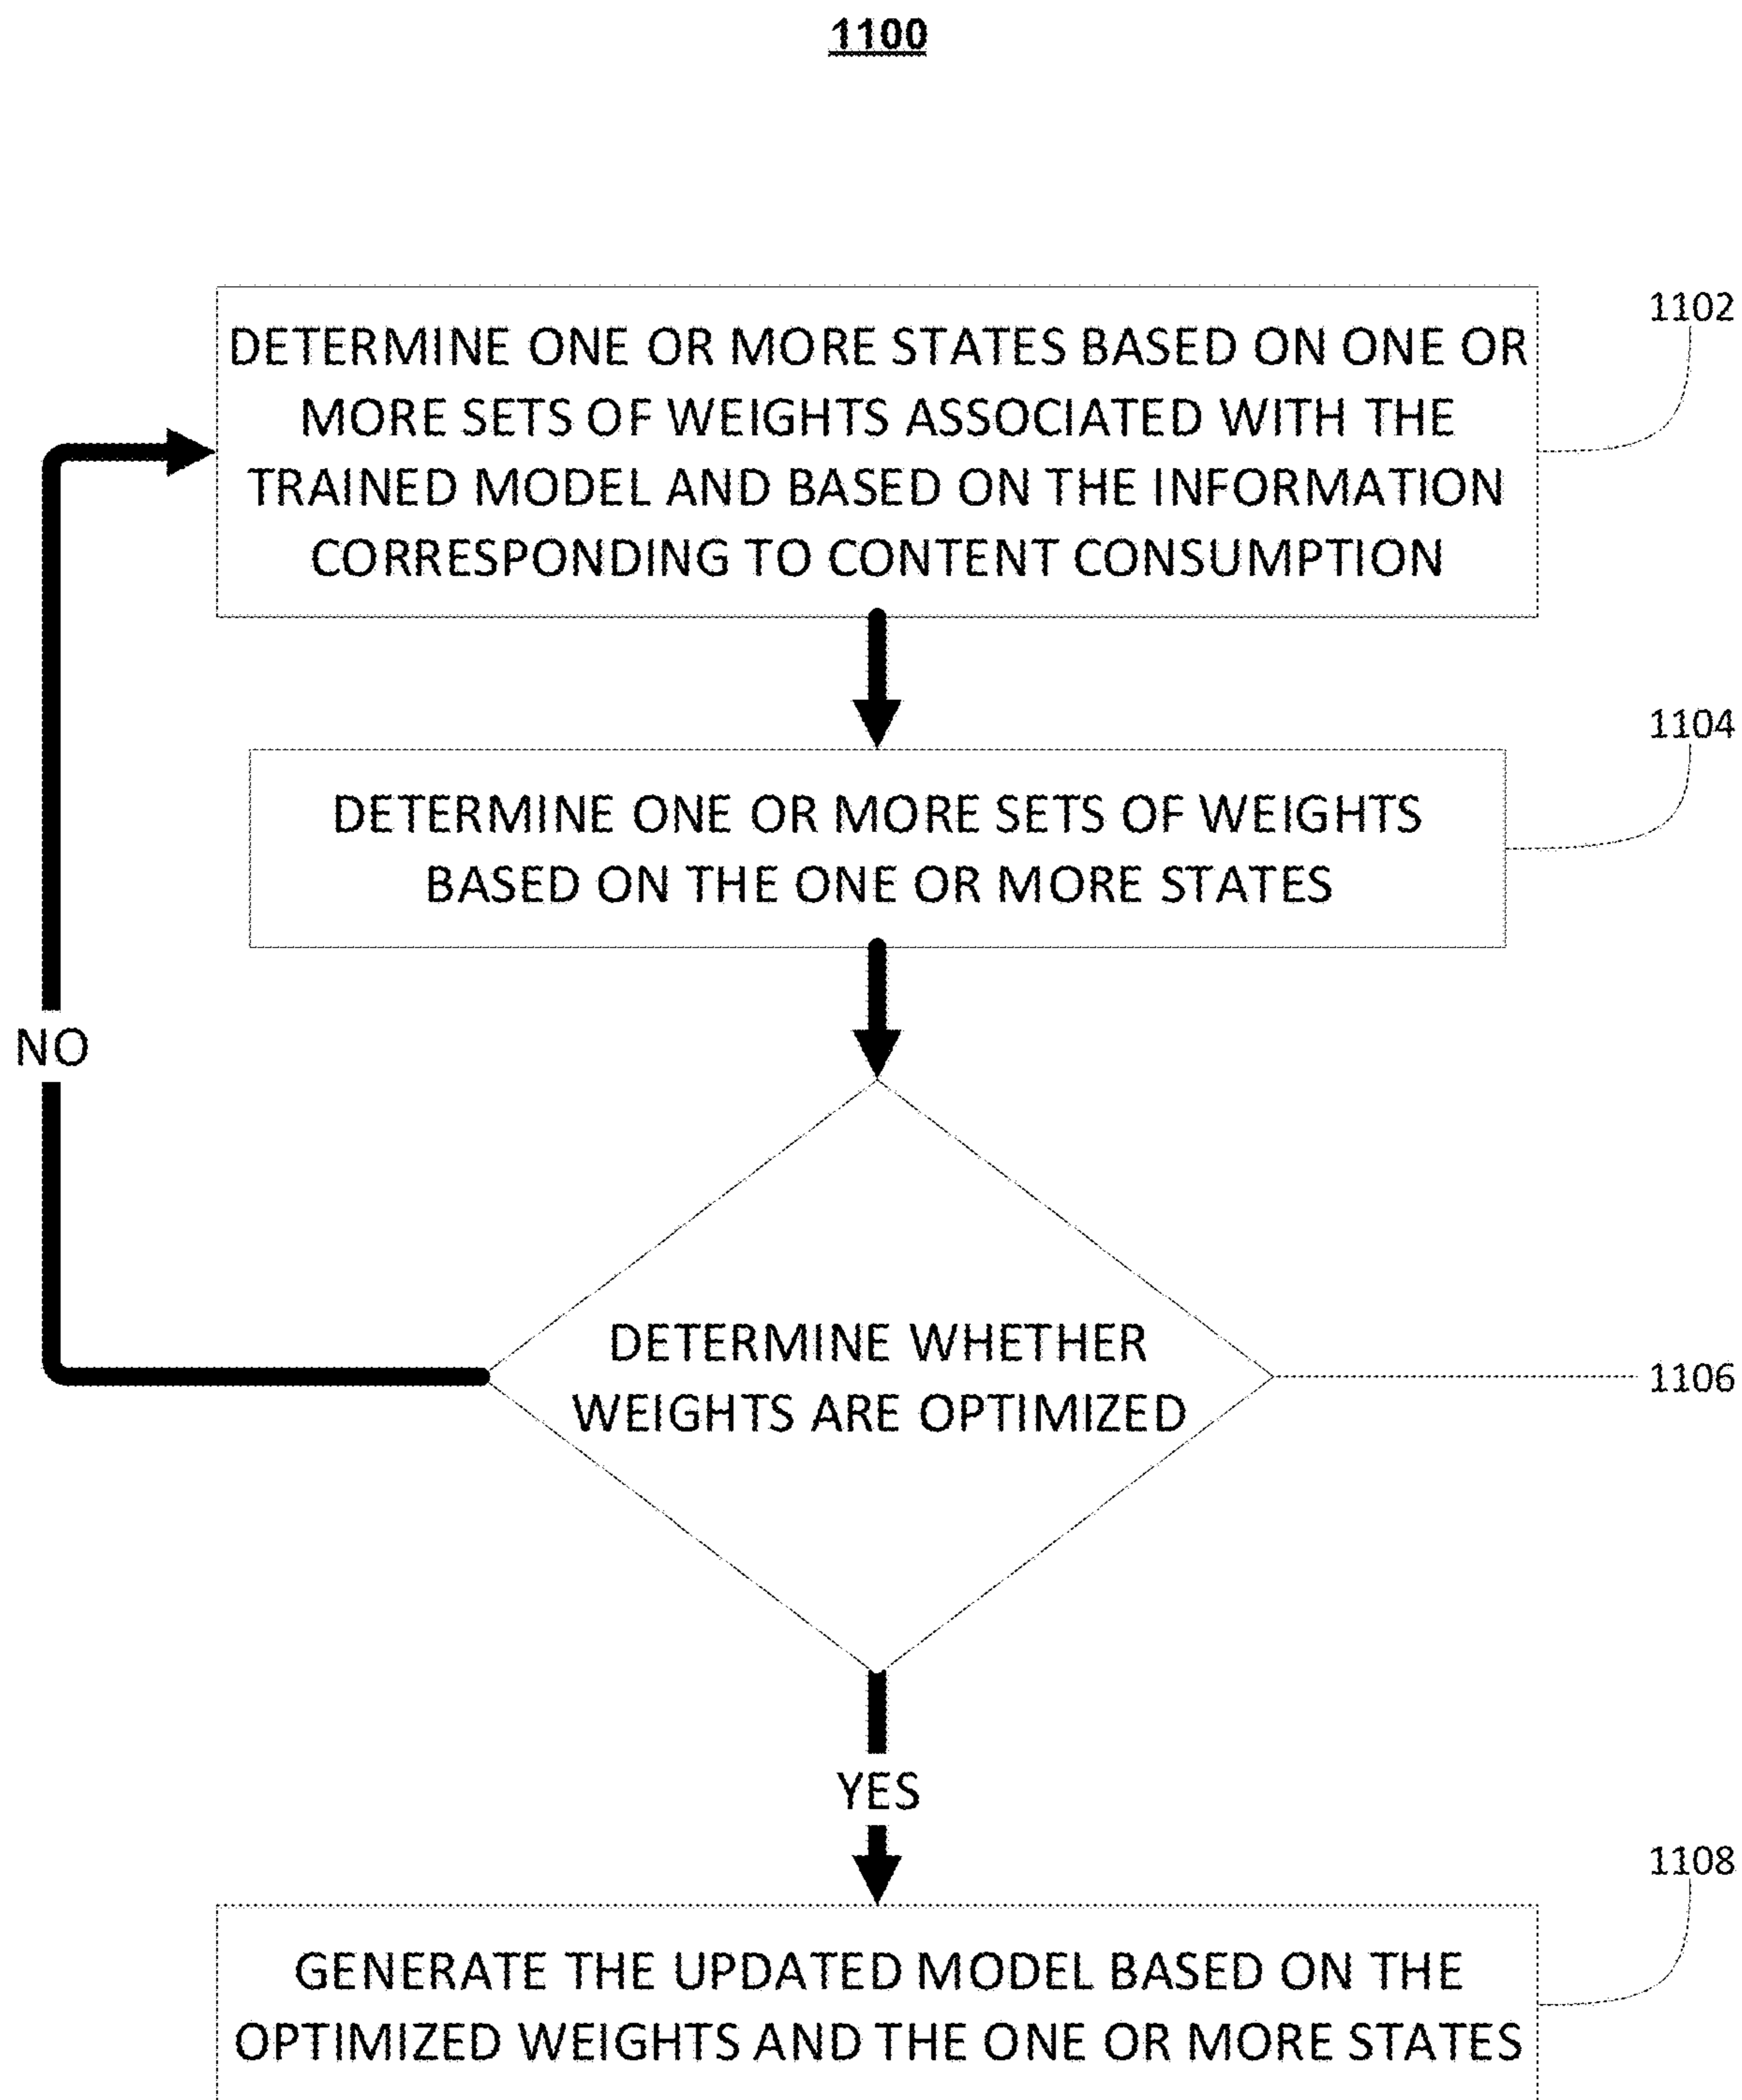 1100
1102
DETERMINE ONE OR MORE STATES BASED ON ONE OR
MORE SETS OF WEIGHTS ASSOCIATED WITH THE
TRAINED MODEL AND BASED ON THE INFORMATION
CORRESPONDING TO CONTENT CONSUMPTION
1104
DETERMINE ONE OR MORE SETS OF WEIGHTS
BASED ON THE ONE OR MORE STATES
NO
DETERMINE WHETHER
WEIGHTS ARE OPTIMIZED
1106
YES
1108
GENERATE THE UPDATED MODEL BASED ON THE
OPTIMIZED WEIGHTS AND THE ONE OR MORE STATES